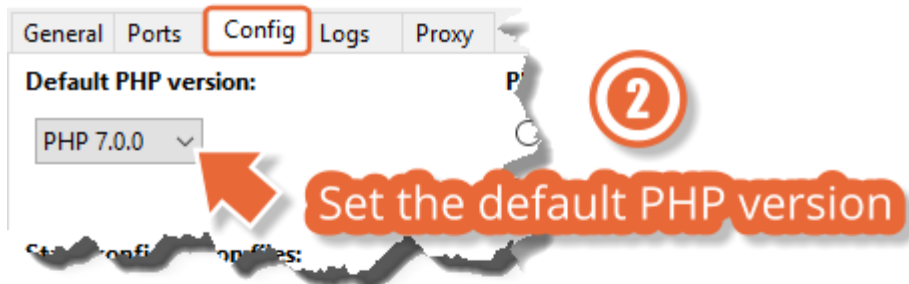 General Ports Config Logs Proxy
Default PHP version:
PHP 7.0.0
2
Set the default PHP version